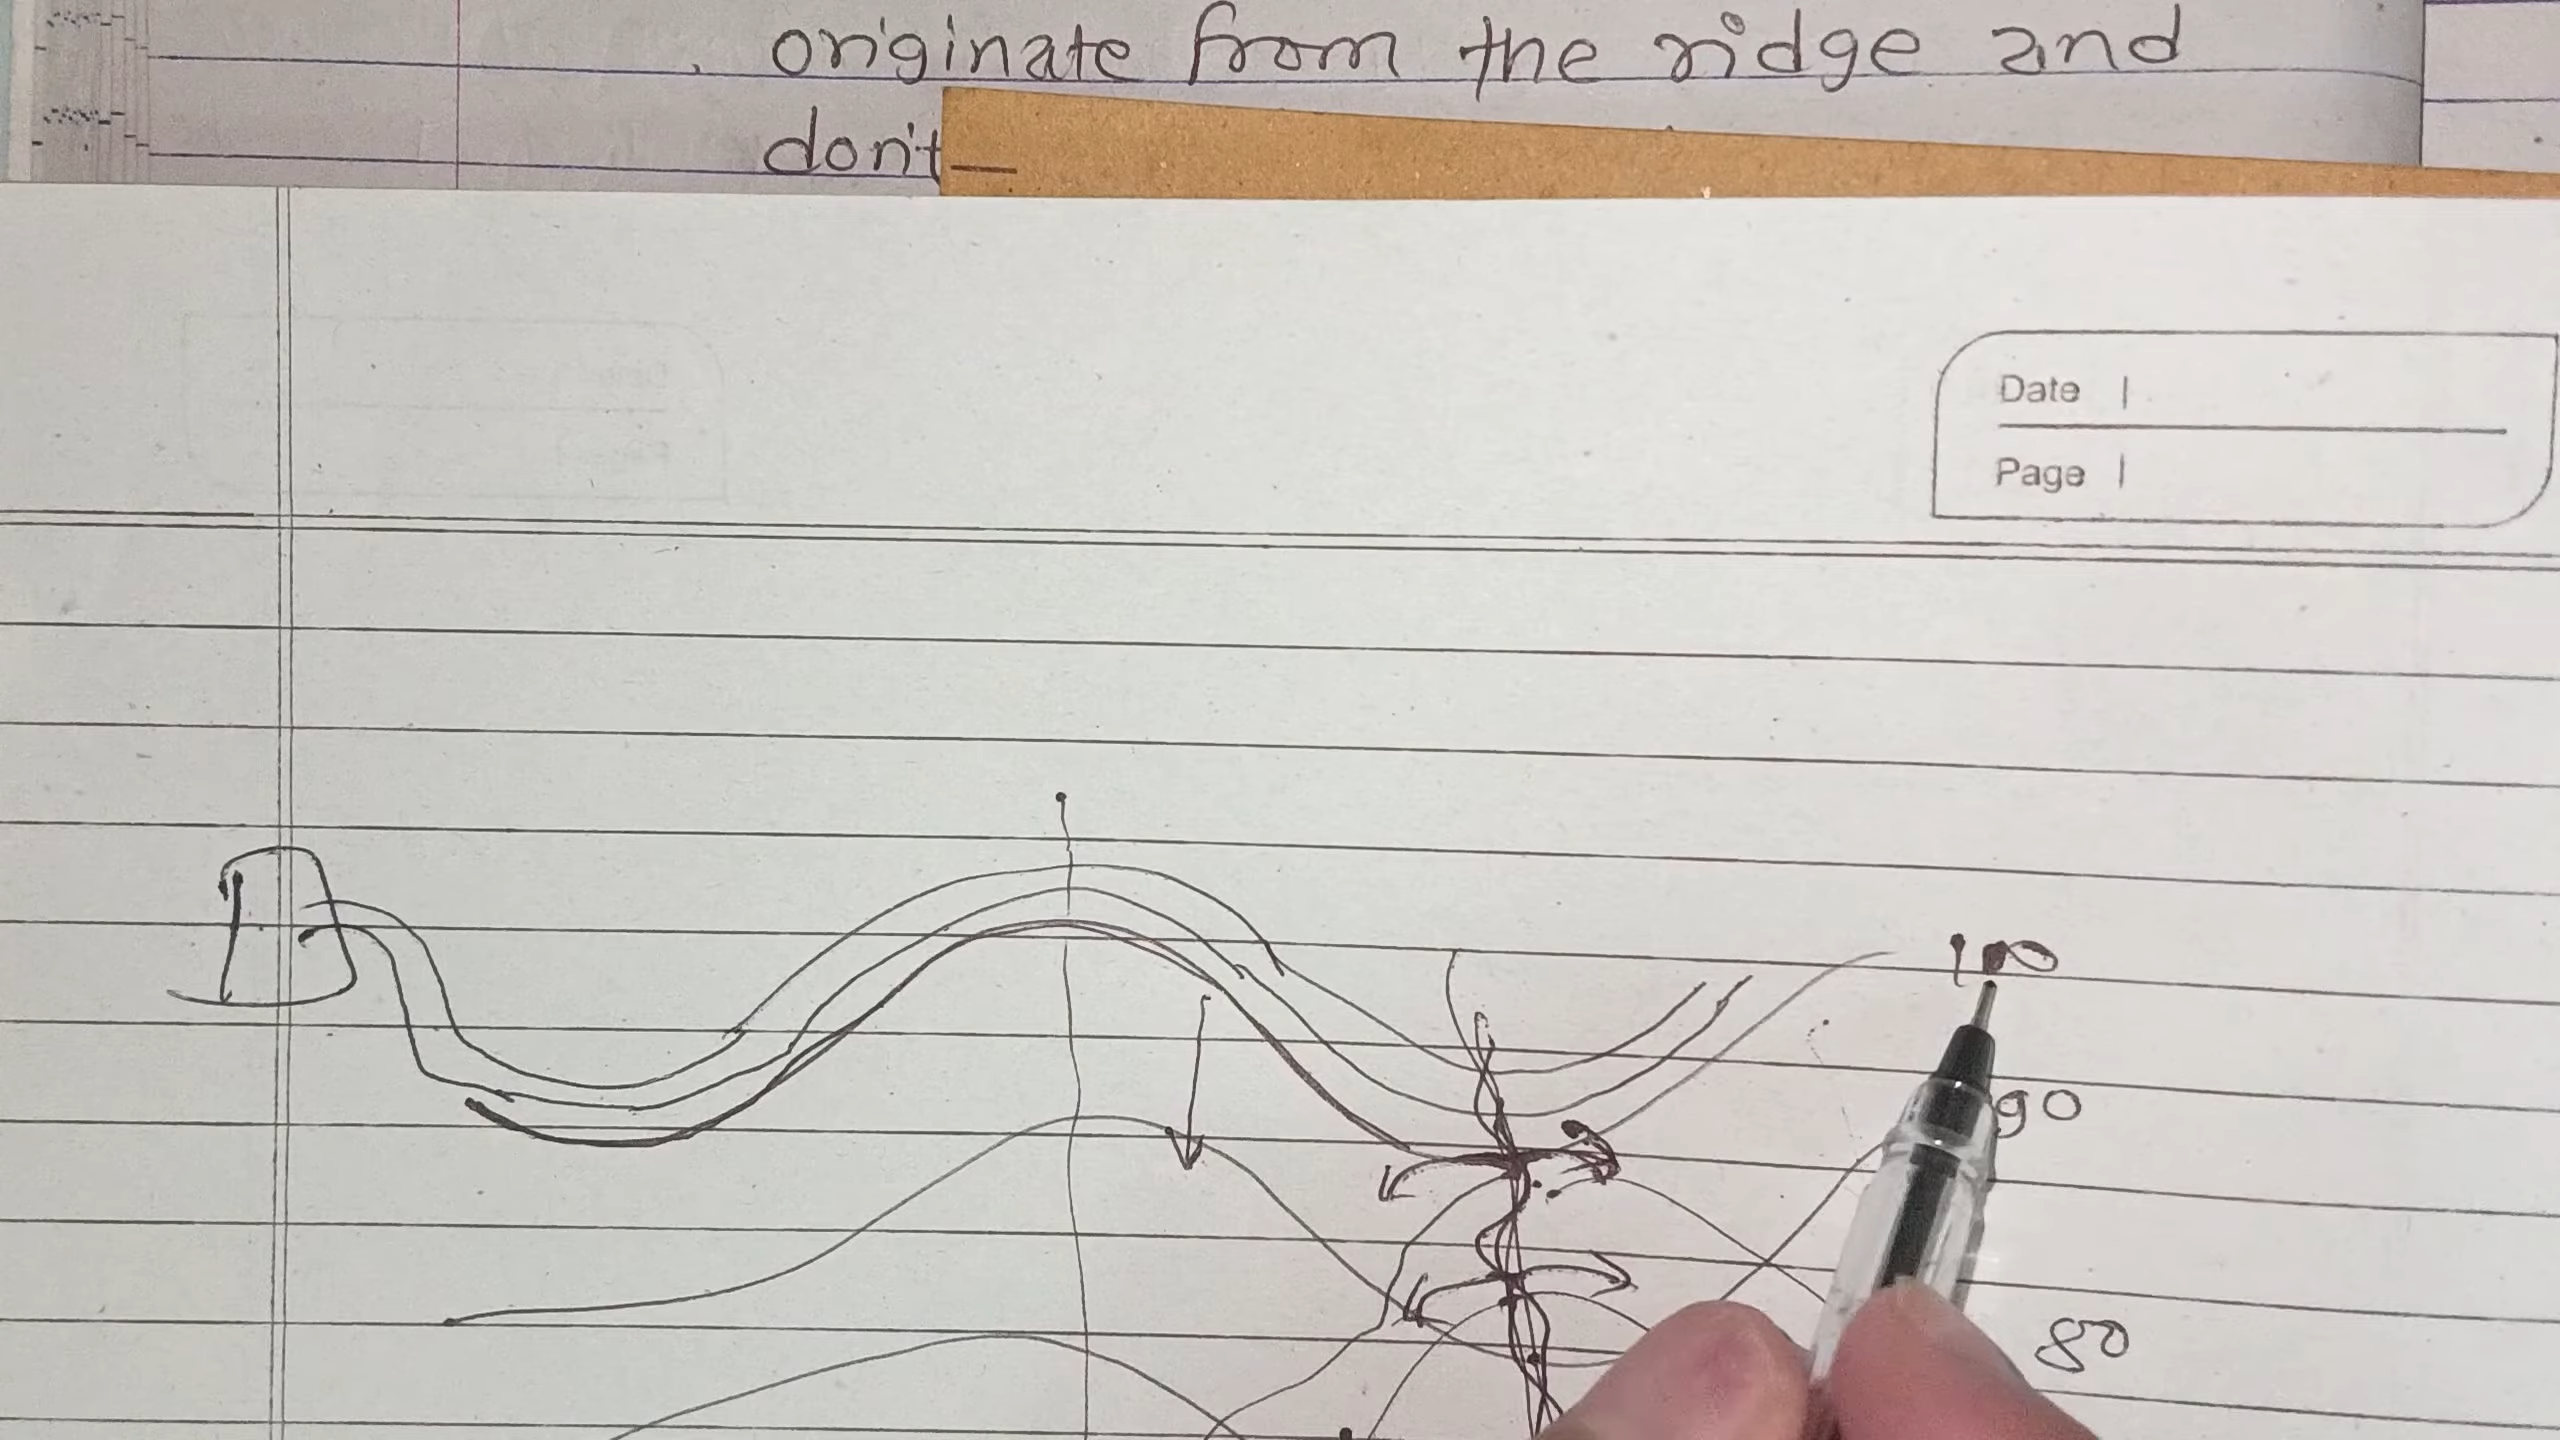 originate from the ridge and
don't
Date
Page
100
90
80